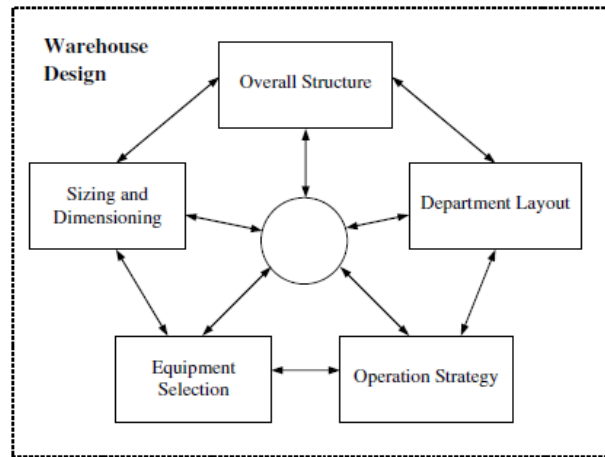 Warehouse
Design
Overall Structure
Sizing and
Dimensioning
Department Layout
Equipment
Selection
Operation Strategy